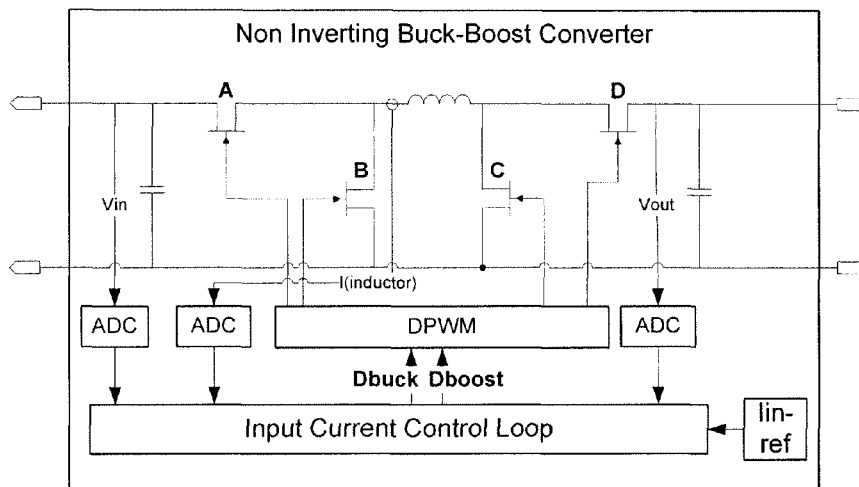 Non Inverting Buck-Boost Converter
A
D
B
C
Vin
Vout
I(inductor)
ADC
ADC
DPWM
ADC
Dbuck Dboost
Input Current Control Loop
Iin-
ref